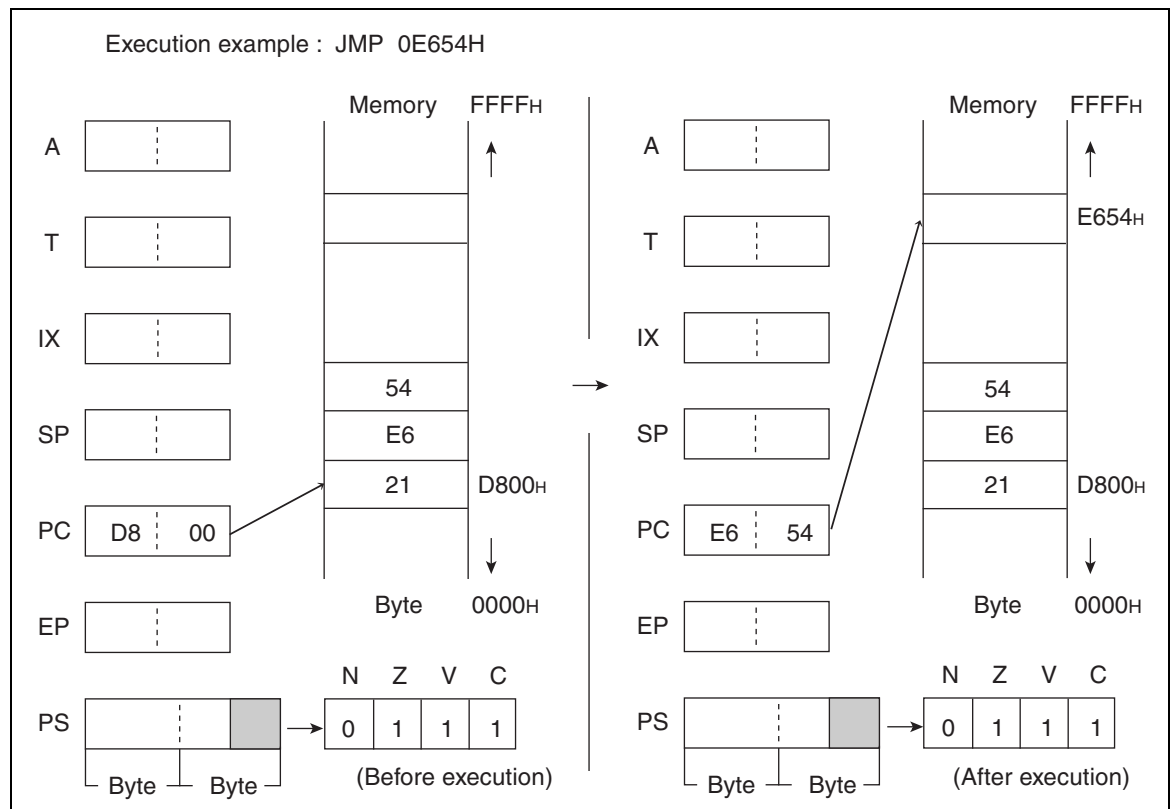 Execution example : JMP 0E654H
Memory FFFFH
A
T
IX
54
SP
E6
21 D800H
PC D8 00
Byte 0000H
EP
N Z V C
PS
0 1 1 1
Byte Byte
(Before execution)
Memory FFFFH
A
E654H
T
IX
54
SP
E6
21 D800H
PC E6 54
Byte 0000H
EP
N Z V C
PS
0 1 1 1
Byte Byte
(After execution)